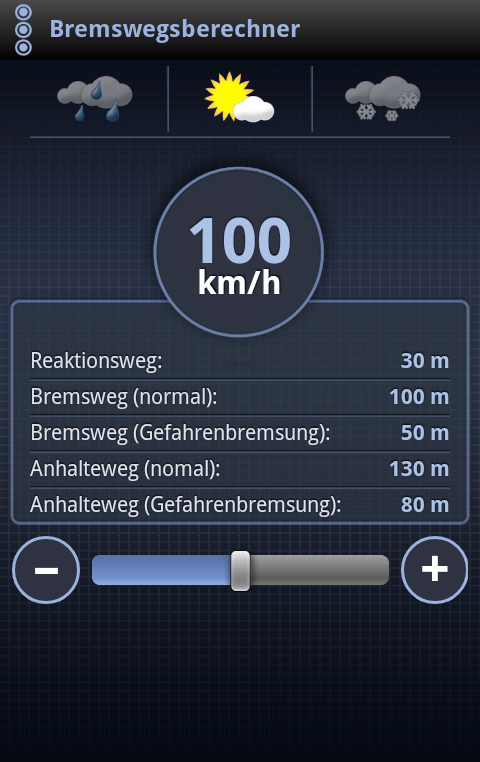 Bremswegsberechner
100
km/h
Reaktionsweg: 30 m
Bremsweg (normal): 100 m
Bremsweg (Gefahrenbremsung): 50 m
Anhalteweg (nomal): 130 m
Anhalteweg (Gefahrenbremsung): 80 m
− +